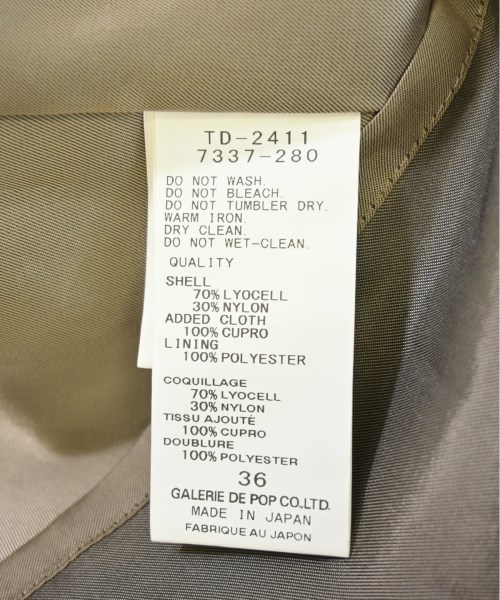 TD-2411
7337-280
DO NOT WASH.
DO NOT BLEACH.
DO NOT TUMBLER DRY.
WARM IRON.
DRY CLEAN.
DO NOT WET-CLEAN.
QUALITY
SHELL
70% LYOCELL
30% NYLON
ADDED CLOTH
100% CUPRO
LINING
100% POLYESTER
COQUILLAGE
70% LYOCELL
30% NYLON
TISSU AJOUTÉ
100% CUPRO
DOUBLURE
100% POLYESTER
36
GALERIE DE POP CO.,LTD.
MADE IN JAPAN
FABRIQUE AU JAPON